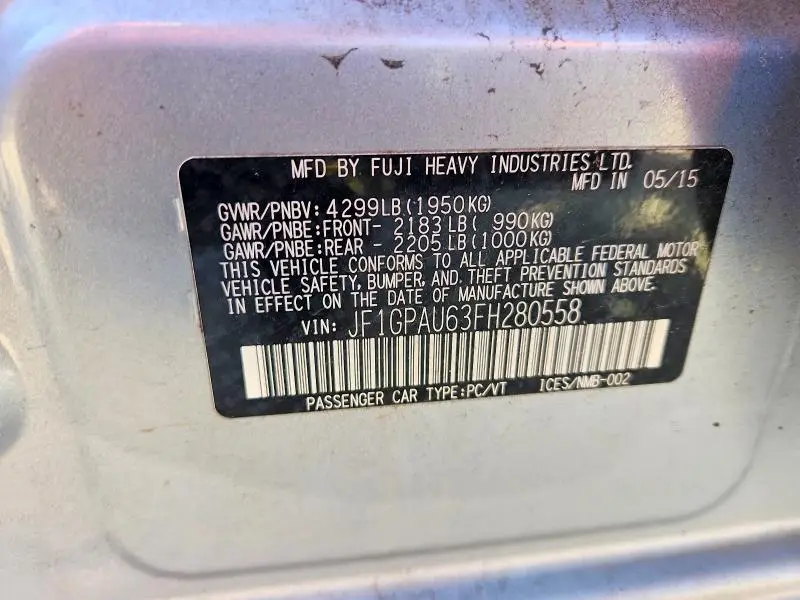 MFD BY FUJI HEAVY INDUSTRIES LTD.
MFD IN 05/15
GVWR/PNBV: 4299LB(1950KG)
GAWR/PNBE:FRONT- 2183LB( 990KG)
GAWR/PNBE:REAR - 2205LB(1000KG)
THIS VEHICLE CONFORMS TO ALL APPLICABLE FEDERAL MOTOR
VEHICLE SAFETY, BUMPER, AND THEFT PREVENTION STANDARDS
IN EFFECT ON THE DATE OF MANUFACTURE SHOWN ABOVE.
VIN: JF1GPAU63FH280558
PASSENGER CAR TYPE:PC/VT ICES/NMB-002